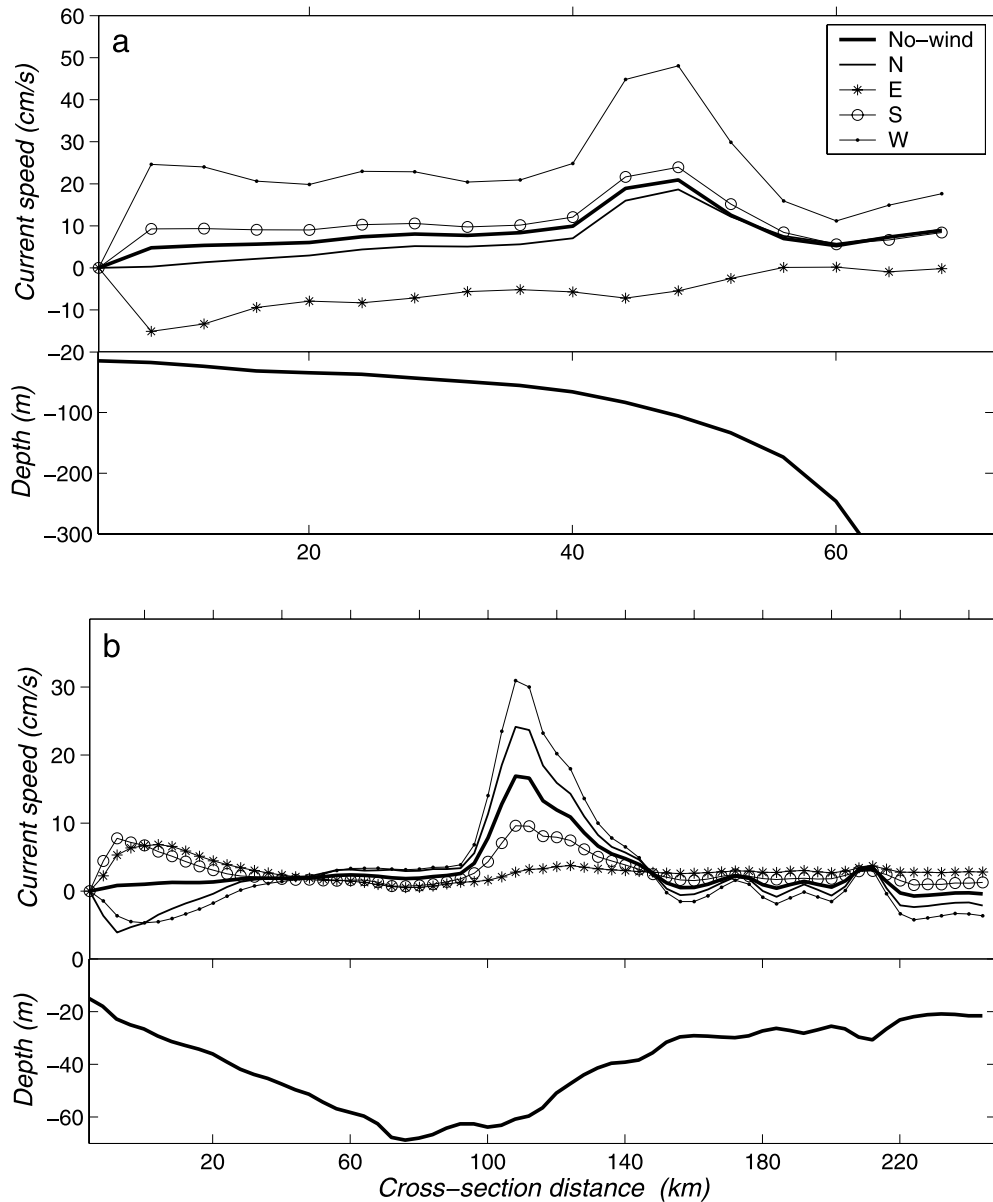 a
60
50
40
30
20
10
0
−10
−20
Current speed (cm/s)
No−wind
N
E
S
W
−100
−200
−300
Depth (m)
20
40
60
b
30
20
10
0
0
Current speed (cm/s)
−20
−40
−60
Depth (m)
20
60
100
140
180
220
Cross−section distance (km)